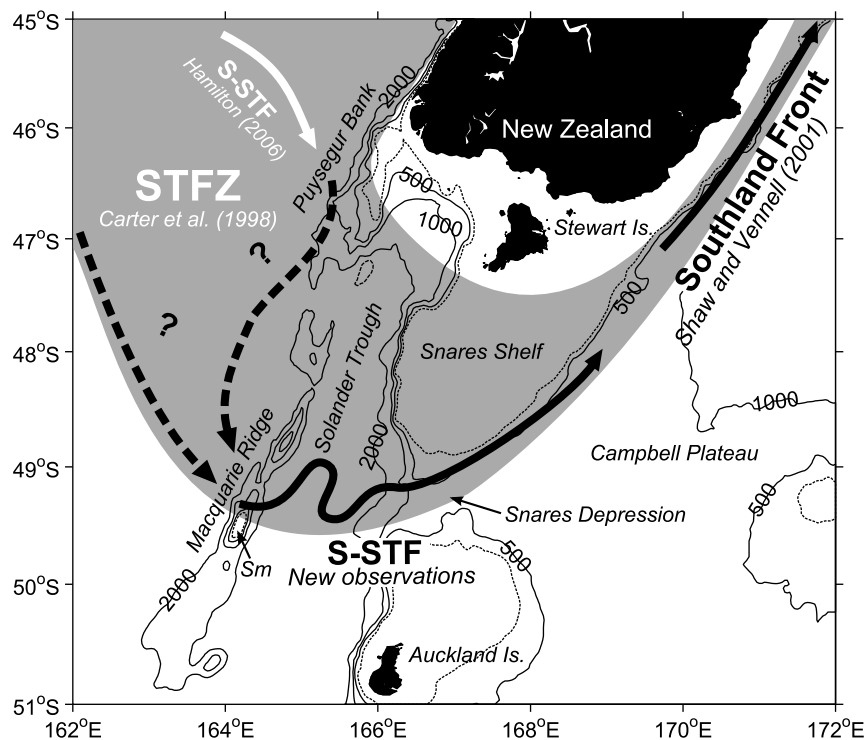 45°S
46°S
47°S
48°S
49°S
50°S
51°S
162°E
164°E
166°E
168°E
170°E
172°E
S-STF
Hamilton (2006)
STFZ
Carter et al. (1998)
?
?
Puysegur Bank
2000
New Zealand
500
1000
Stewart Is.
Southland Front
Shaw and Vennell (2001)
500
Snares Shelf
Solander Trough
2000
1000
Campbell Plateau
Macquarie Ridge
500
Snares Depression
S-STF
New observations
500
Sm
2000
Auckland Is.